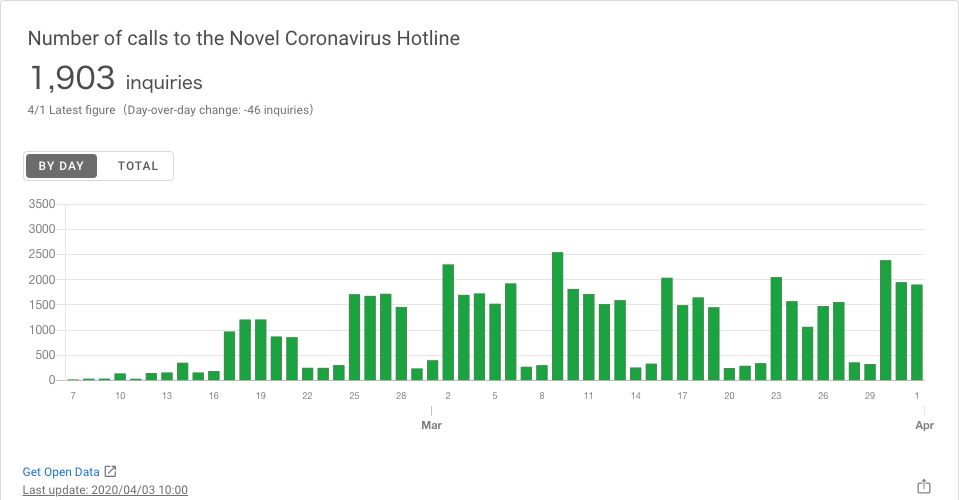 Number of calls to the Novel Coronavirus Hotline
1,903 inquiries
4/1 Latest figure（Day-over-day change: -46 inquiries）
BY DAY TOTAL
3500
3000
2500
2000
1500
1000
500
0
7 10 13 16 19 22 25 28 2 5 8 11 14 17 20 23 26 29 1
Mar Apr
Get Open Data
Last update: 2020/04/03 10:00